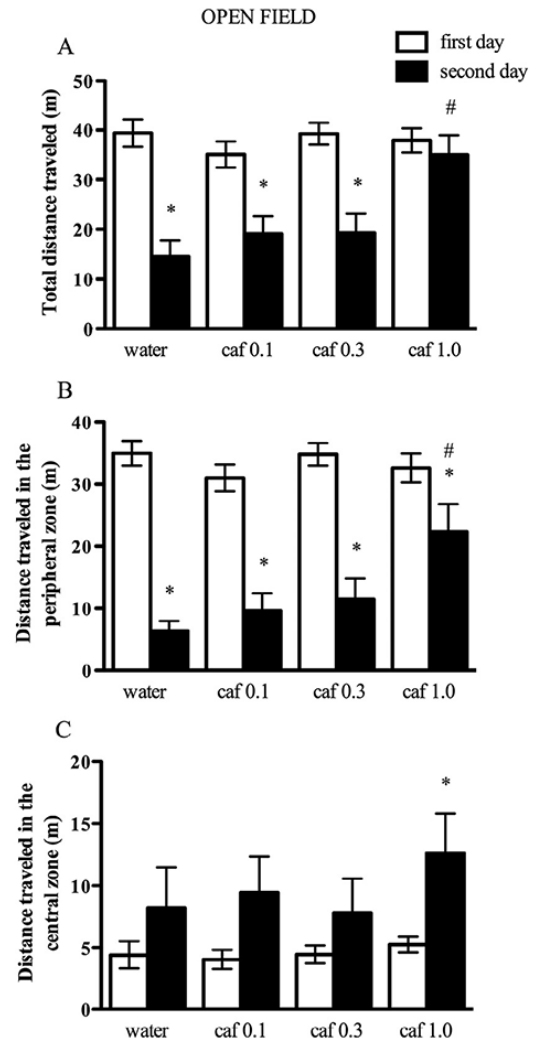 OPEN FIELD
first day
second day
A
Total distance traveled (m)
50
40
30
20
10
0
*
*
*
#
water
caf 0.1
caf 0.3
caf 1.0
B
Distance traveled in the
peripheral zone (m)
40
30
20
10
0
*
*
*
#
*
water
caf 0.1
caf 0.3
caf 1.0
C
Distance traveled in the
central zone (m)
20
15
10
5
0
*
water
caf 0.1
caf 0.3
caf 1.0